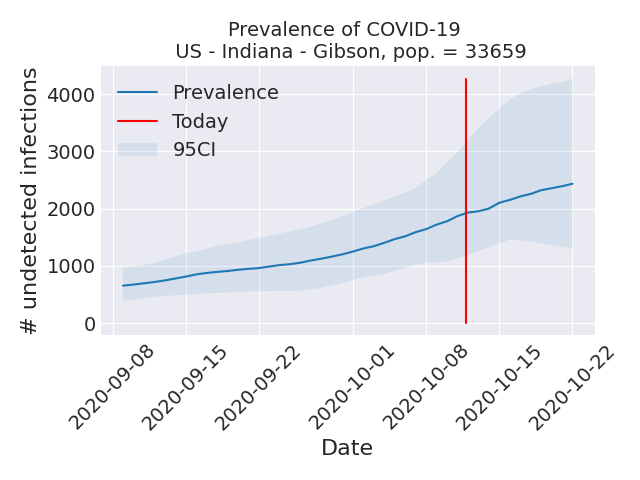 Prevalence of COVID-19
US - Indiana - Gibson, pop. = 33659
# undetected infections
4000
3000
2000
1000
0
Prevalence
Today
95CI
2020-09-08
2020-09-15
2020-09-22
2020-10-01
2020-10-08
2020-10-15
2020-10-22
Date